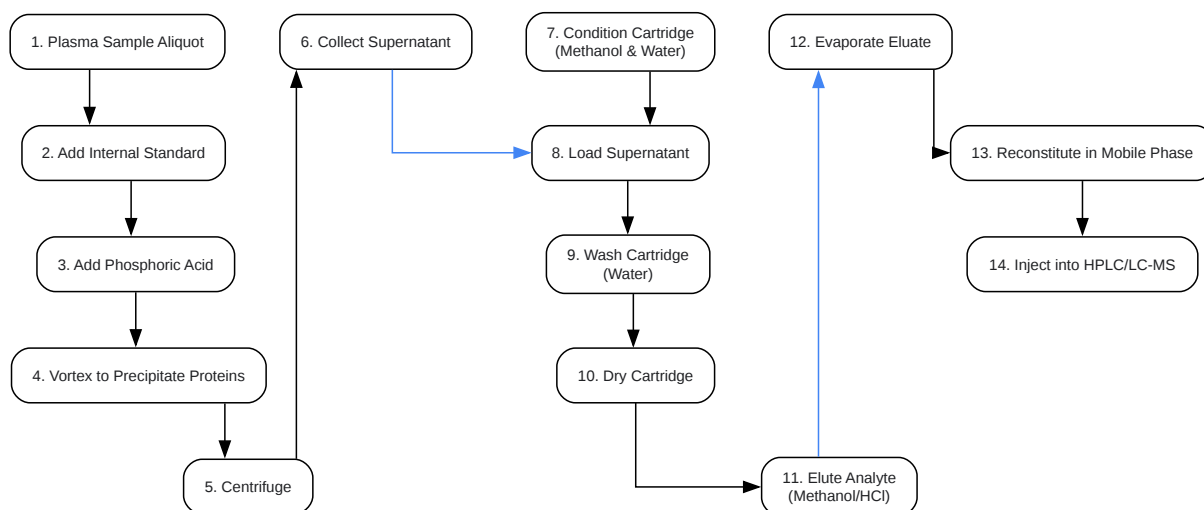 1. Plasma Sample Aliquot
2. Add Internal Standard
3. Add Phosphoric Acid
4. Vortex to Precipitate Proteins
5. Centrifuge
6. Collect Supernatant
7. Condition Cartridge
(Methanol & Water)
8. Load Supernatant
9. Wash Cartridge
(Water)
10. Dry Cartridge
11. Elute Analyte
(Methanol/HCl)
12. Evaporate Eluate
13. Reconstitute in Mobile Phase
14. Inject into HPLC/LC-MS